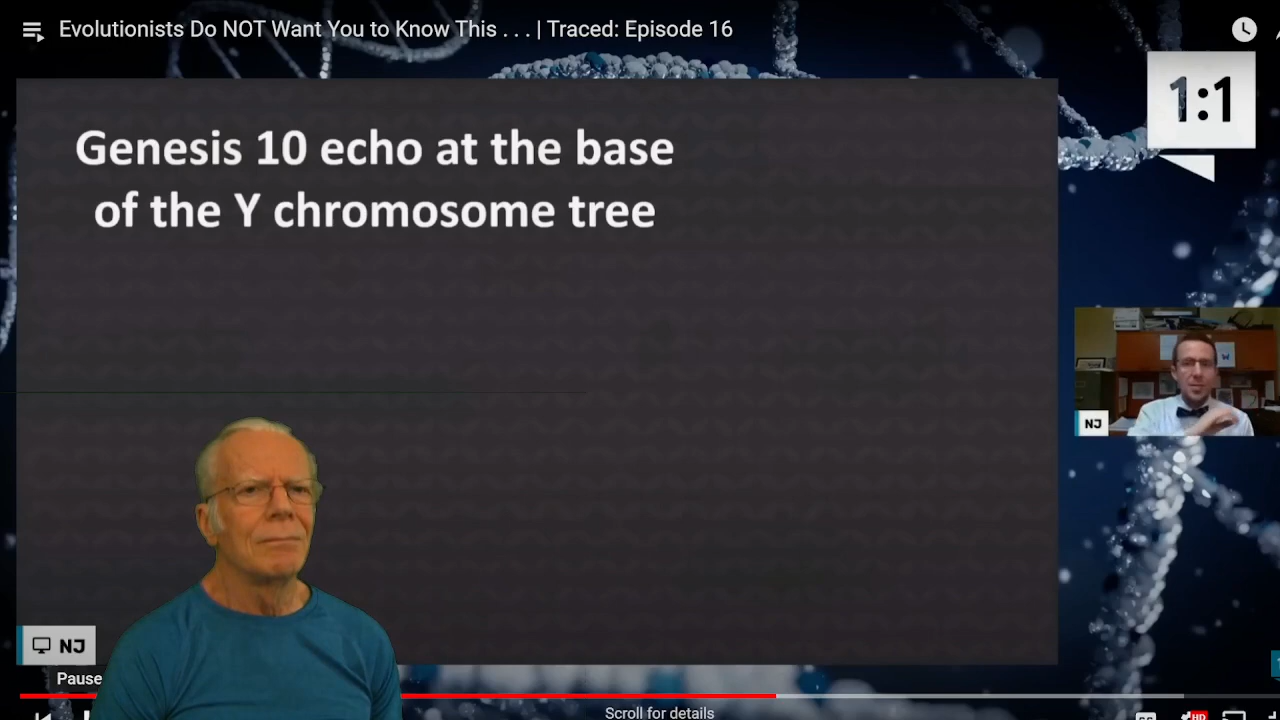 Evolutionists Do NOT Want You to Know This . . . | Traced: Episode 16
1:1
Genesis 10 echo at the base
of the Y chromosome tree
NJ
NJ
Pause
Scroll for details
HD